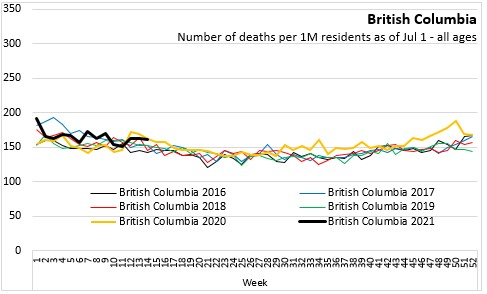 British Columbia
Number of deaths per 1M residents as of Jul 1 - all ages
350
300
250
200
150
100
50
0
British Columbia 2016
British Columbia 2017
British Columbia 2018
British Columbia 2019
British Columbia 2020
British Columbia 2021
1 2 3 4 5 6 7 8 9 10 11 12 13 14 15 16 17 18 19 20 21 22 23 24 25 26 27 28 29 30 31 32 33 34 35 36 37 38 39 40 41 42 43 44 45 46 47 48 49 50 51 52
Week